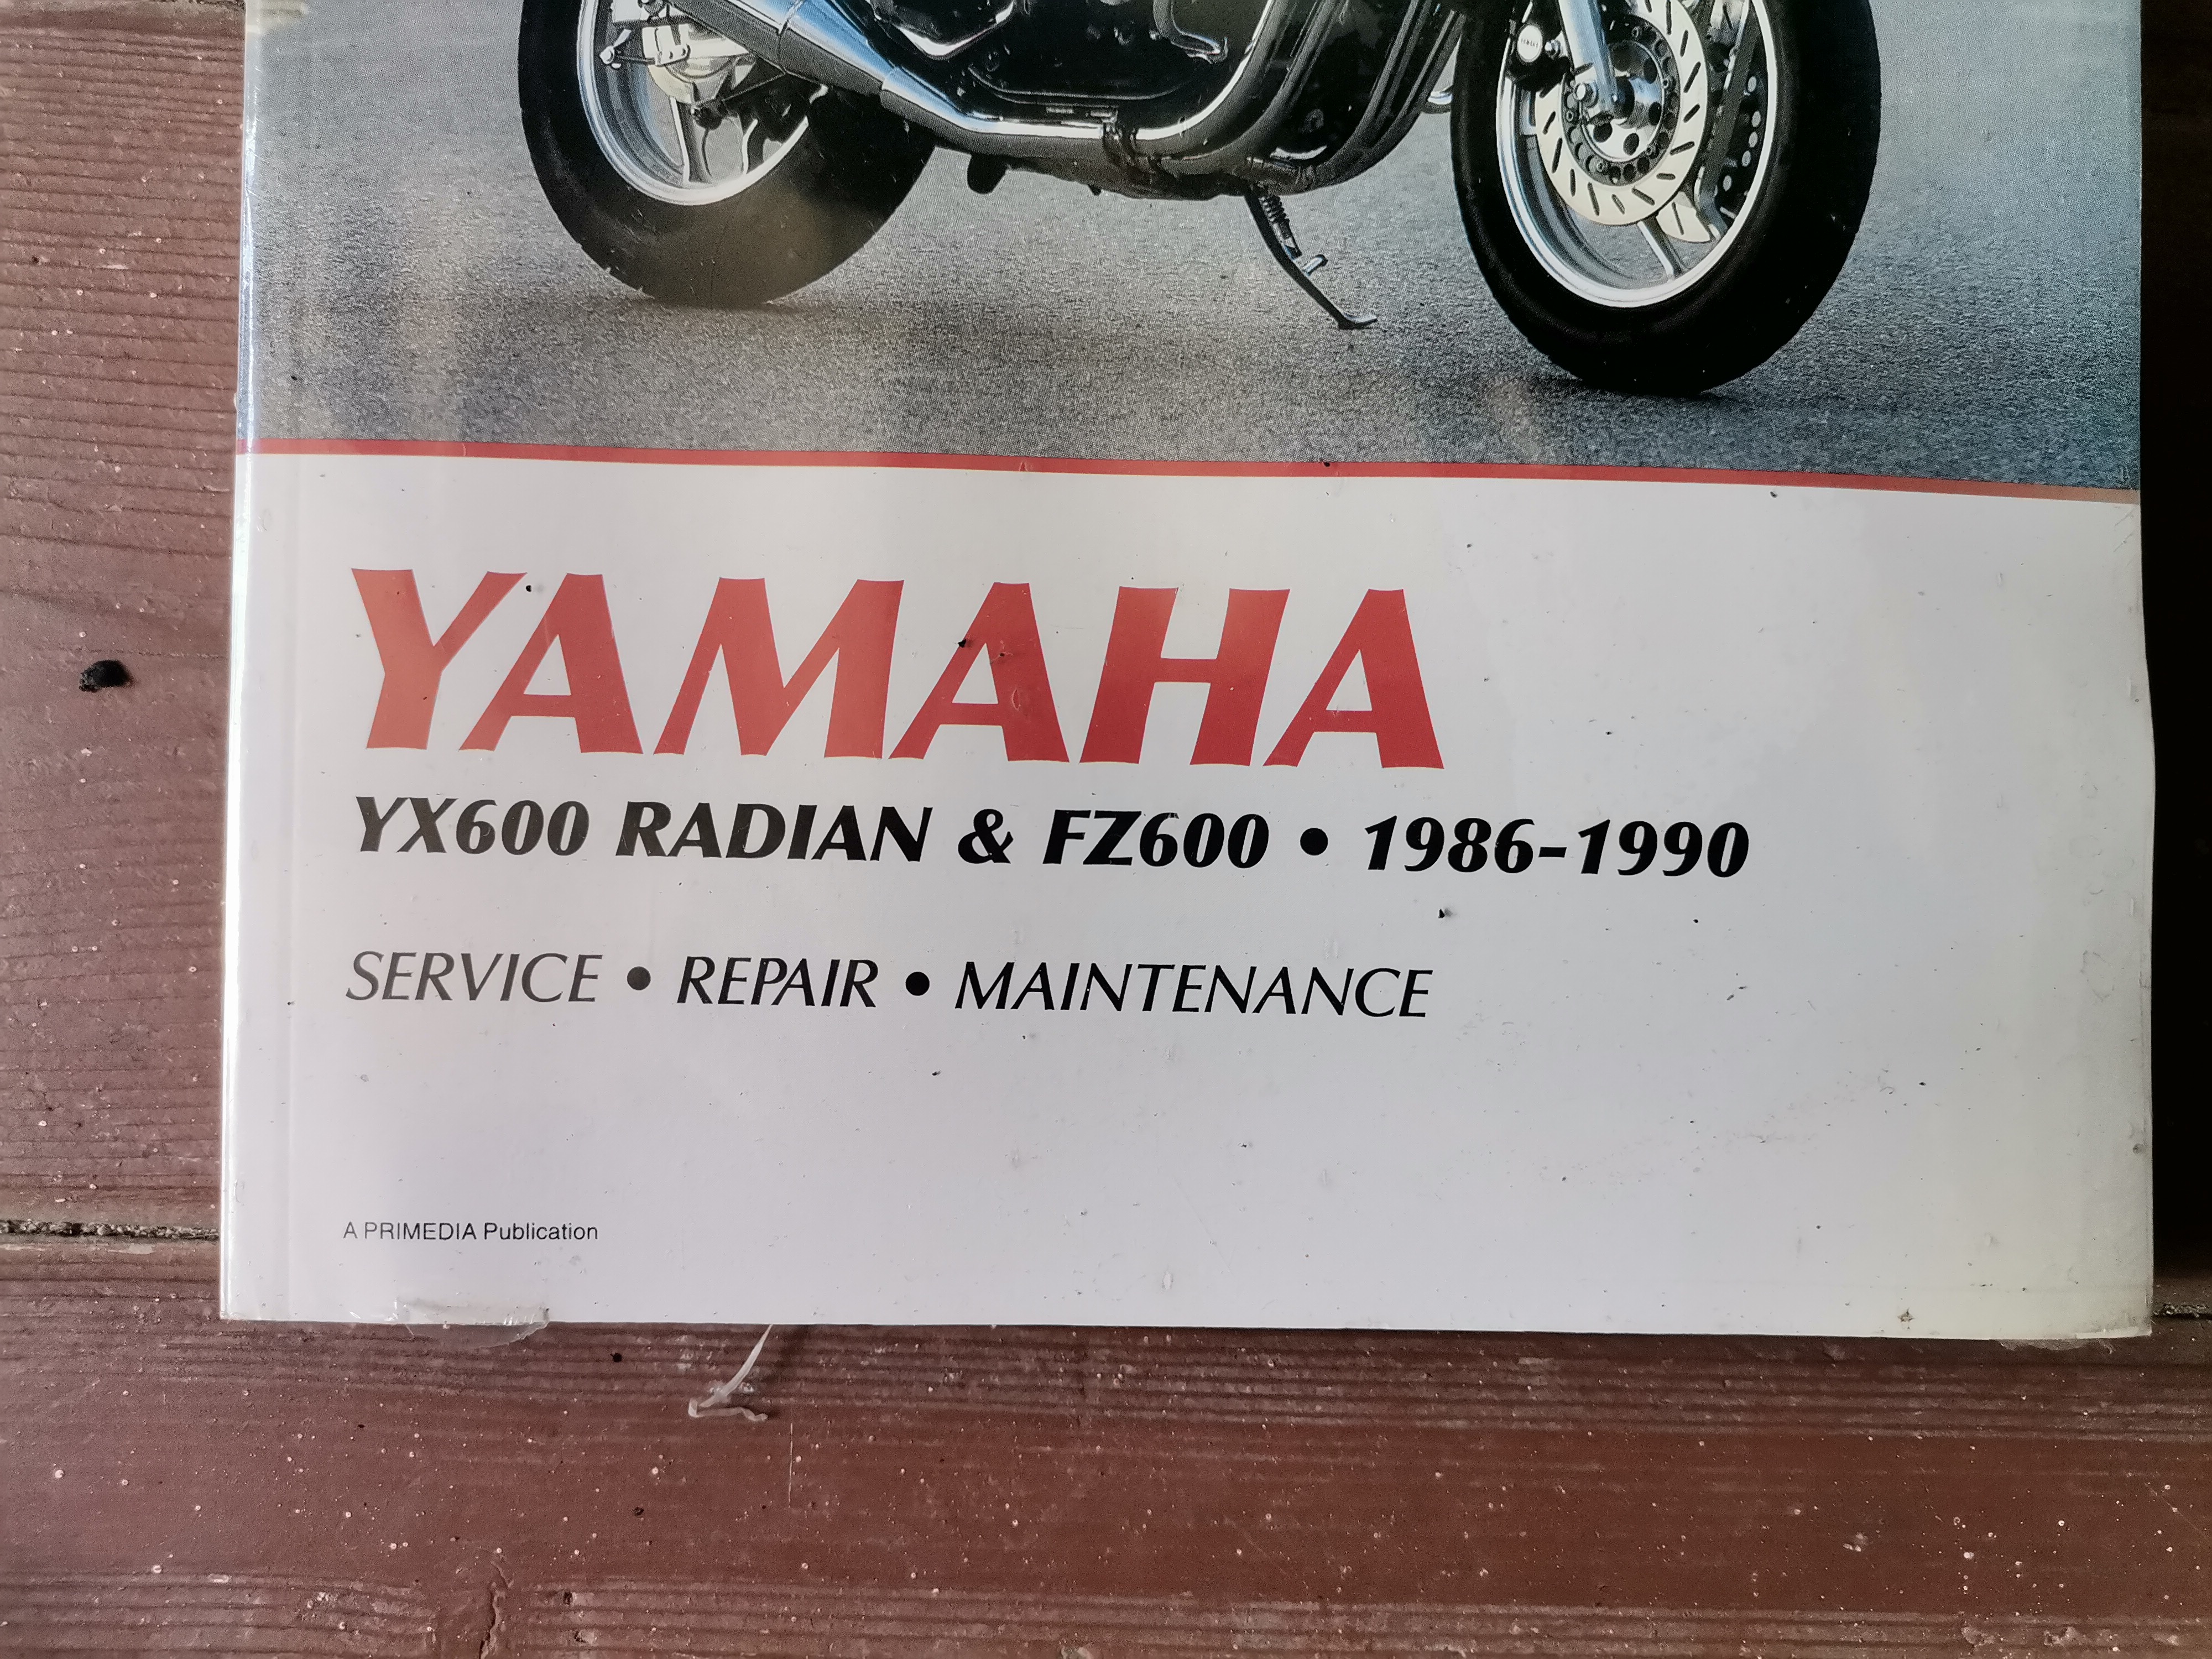 YAMAHA
YX600 RADIAN & FZ600 • 1986-1990
SERVICE • REPAIR • MAINTENANCE
A PRIMEDIA Publication